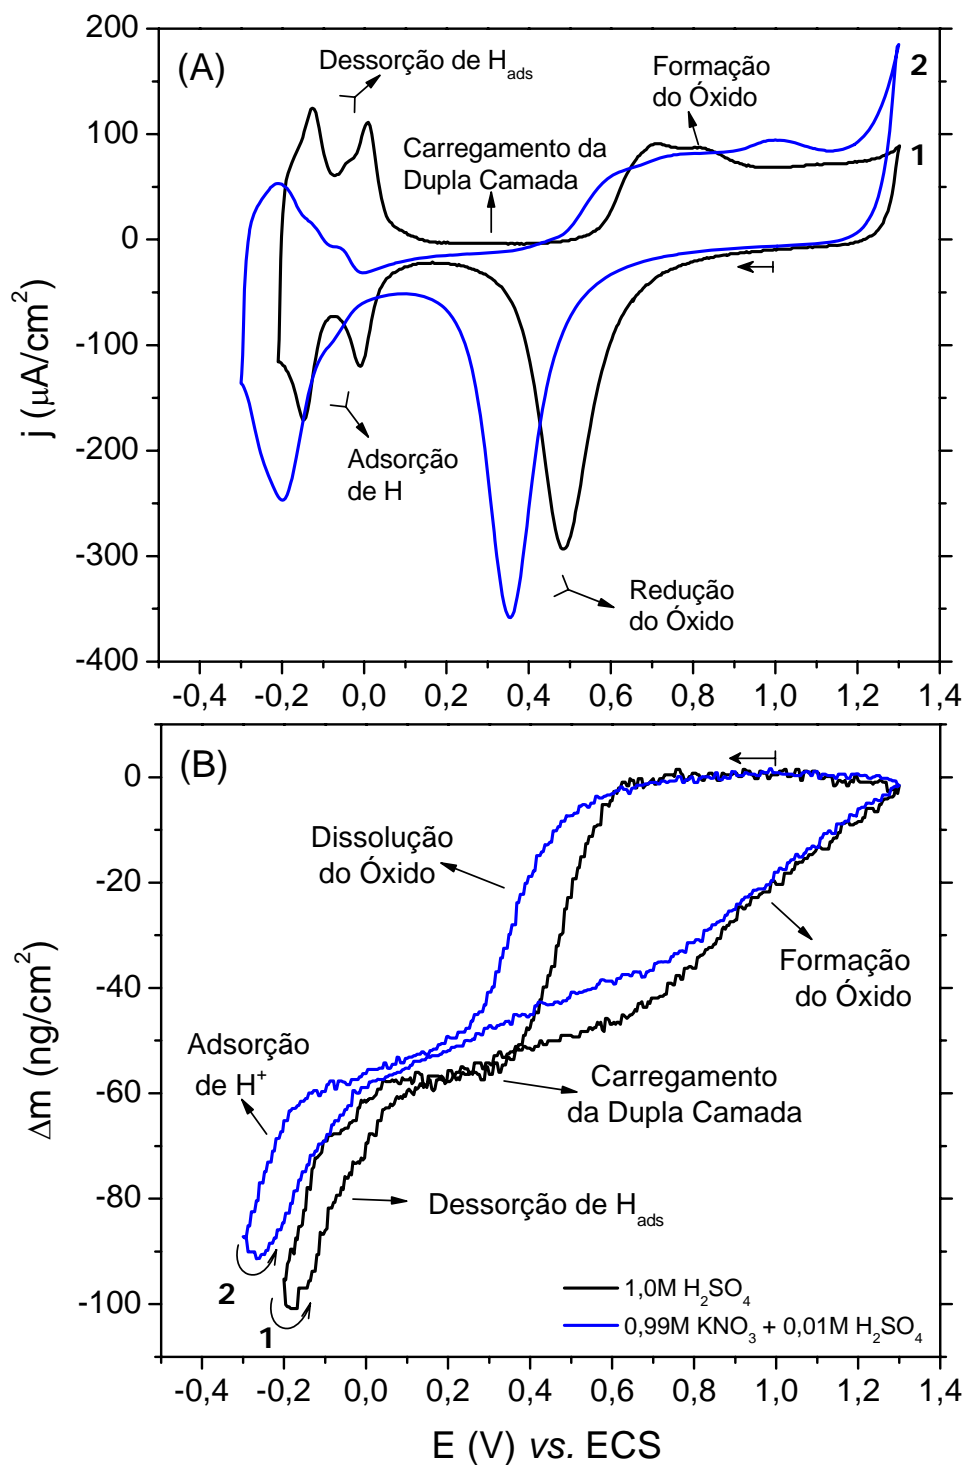 (A)
Dessorção de Hads
Formação
do Óxido
2
1
Carregamento da
Dupla Camada
Adsorção
de H
Redução
do Óxido
200
100
0
-100
-200
-300
-400
j (µA/cm²)
-0,4 -0,2 0,0 0,2 0,4 0,6 0,8 1,0 1,2 1,4
(B)
Dissolução
do Óxido
Formação
do Óxido
Adsorção
de H⁺
Carregamento
da Dupla Camada
Dessorção de Hads
2
1
1,0M H₂SO₄
0,99M KNO₃ + 0,01M H₂SO₄
0
-20
-40
-60
-80
-100
Δm (ng/cm²)
-0,4 -0,2 0,0 0,2 0,4 0,6 0,8 1,0 1,2 1,4
E (V) vs. ECS